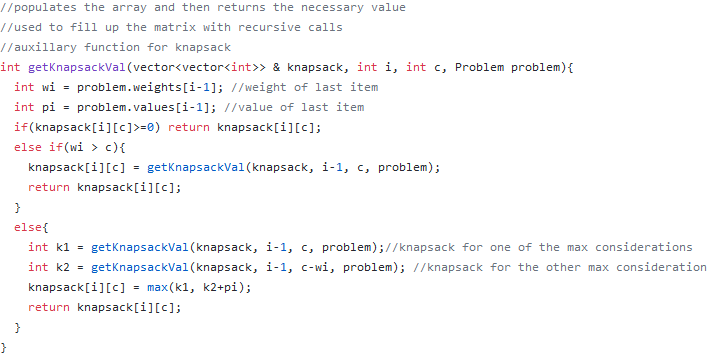 //populates the array and then returns the necessary value
//used to fill up the matrix with recursive calls
//auxillary function for knapsack
int getKnapsackVal(vector<vector<int>> & knapsack, int i, int c, Problem problem){
  int wi = problem.weights[i-1]; //weight of last item
  int pi = problem.values[i-1]; //value of last item
  if(knapsack[i][c]>=0) return knapsack[i][c];
  else if(wi > c){
    knapsack[i][c] = getKnapsackVal(knapsack, i-1, c, problem);
    return knapsack[i][c];
  }
  else{
    int k1 = getKnapsackVal(knapsack, i-1, c, problem);//knapsack for one of the max considerations
    int k2 = getKnapsackVal(knapsack, i-1, c-wi, problem); //knapsack for the other max consideration
    knapsack[i][c] = max(k1, k2+pi);
    return knapsack[i][c];
  }
}